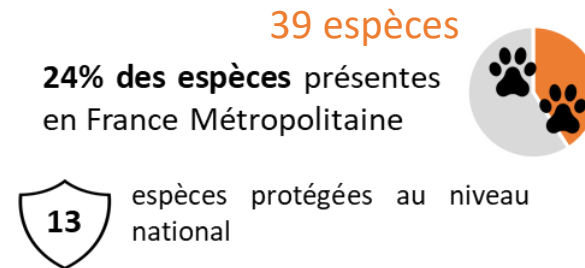 39 espèces
24% des espèces présentes
en France Métropolitaine
13
espèces protégées au niveau
national